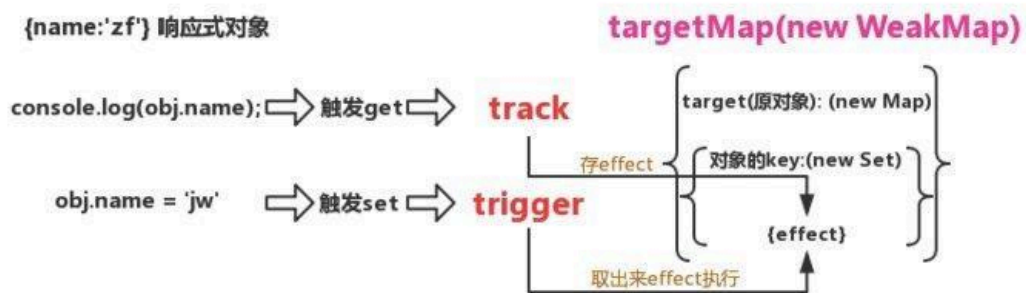 {name:'zf'} 响应式对象
targetMap(new WeakMap)
console.log(obj.name);
触发get
track
target(原对象): (new Map)
存effect
对象的key:(new Set)
obj.name = 'jw'
触发set
trigger
{effect}
取出来effect执行